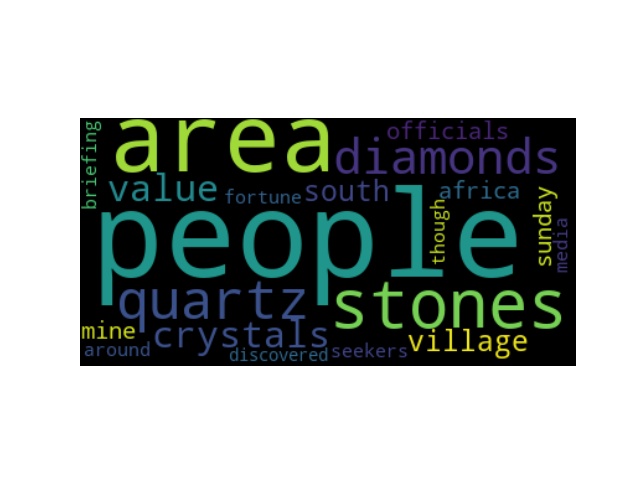 briefing
area
officials
diamonds
value
fortune
south
africa
people
though
sunday
media
quartz
stones
mine
crystals
village
around
discovered
seekers